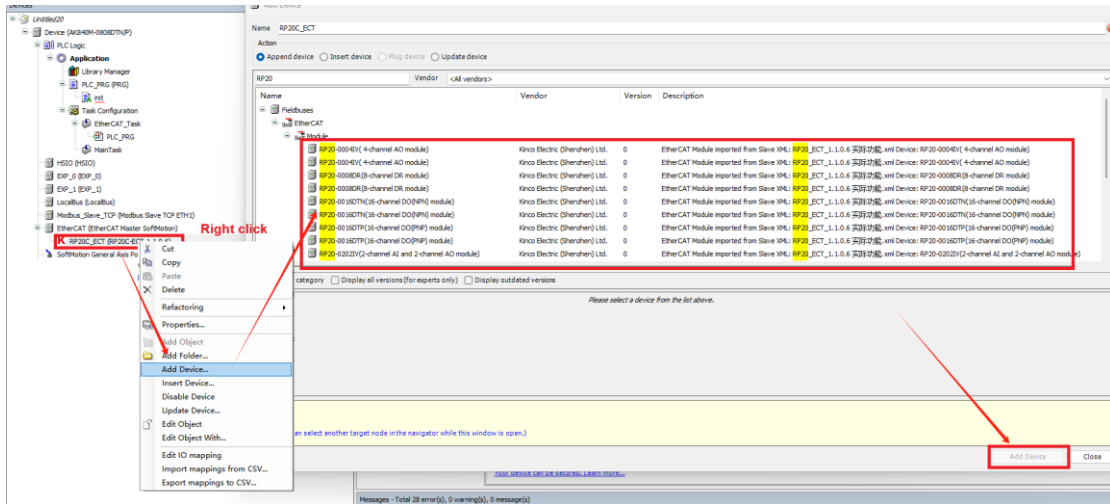 Devices
Untitled20
Device (AK840M-0808DTN/P)
PLC Logic
Application
Library Manager
PLC_PRG (PRG)
init
Task Configuration
EtherCAT_Task
PLC_PRG
MainTask
HSIO (HSIO)
EXP_0 (EXP_0)
EXP_1 (EXP_1)
LocalBus (LocalBus)
Modbus_Slave_TCP (Modbus Slave TCP ETH1)
EtherCAT (EtherCAT Master SoftMotion)
RP20C_ECT (RP20C-ECT_1.1.0.6)
SoftMotion General Axis Po
Right click
Cut
Copy
Paste
Delete
Refactoring
Properties...
Add Object
Add Folder...
Add Device...
Insert Device...
Disable Device
Update Device...
Edit Object
Edit Object With...
Edit IO mapping
Import mappings from CSV...
Export mappings to CSV...
Add Device
Name RP20C_ECT
Action
Append device Insert device Plug device Update device
RP20 Vendor <All vendors>
Name Vendor Version Description
Fieldbuses
EtherCAT
Module
RP20-0004IV( 4-channel AO module) Kinco Electric (Shenzhen) Ltd. 0 EtherCAT Module imported from Slave XML: RP20_ECT_1.1.0.6 实际功能.xml Device: RP20-0004IV( 4-channel AO module)
RP20-0004IV( 4-channel AO module) Kinco Electric (Shenzhen) Ltd. 0 EtherCAT Module imported from Slave XML: RP20_ECT_1.1.0.6 实际功能.xml Device: RP20-0004IV( 4-channel AO module)
RP20-0008DR(8-channel DR module) Kinco Electric (Shenzhen) Ltd. 0 EtherCAT Module imported from Slave XML: RP20_ECT_1.1.0.6 实际功能.xml Device: RP20-0008DR(8-channel DR module)
RP20-0008DR(8-channel DR module) Kinco Electric (Shenzhen) Ltd. 0 EtherCAT Module imported from Slave XML: RP20_ECT_1.1.0.6 实际功能.xml Device: RP20-0008DR(8-channel DR module)
RP20-0016DTN(16-channel DO(NPN) module) Kinco Electric (Shenzhen) Ltd. 0 EtherCAT Module imported from Slave XML: RP20_ECT_1.1.0.6 实际功能.xml Device: RP20-0016DTN(16-channel DO(NPN) module)
RP20-0016DTN(16-channel DO(NPN) module) Kinco Electric (Shenzhen) Ltd. 0 EtherCAT Module imported from Slave XML: RP20_ECT_1.1.0.6 实际功能.xml Device: RP20-0016DTN(16-channel DO(NPN) module)
RP20-0016DTP(16-channel DO(PNP) module) Kinco Electric (Shenzhen) Ltd. 0 EtherCAT Module imported from Slave XML: RP20_ECT_1.1.0.6 实际功能.xml Device: RP20-0016DTP(16-channel DO(PNP) module)
RP20-0016DTP(16-channel DO(PNP) module) Kinco Electric (Shenzhen) Ltd. 0 EtherCAT Module imported from Slave XML: RP20_ECT_1.1.0.6 实际功能.xml Device: RP20-0016DTP(16-channel DO(PNP) module)
RP20-0202IV(2-channel AI and 2-channel AO module) Kinco Electric (Shenzhen) Ltd. 0 EtherCAT Module imported from Slave XML: RP20_ECT_1.1.0.6 实际功能.xml Device: RP20-0202IV(2-channel AI and 2-channel AO module)
category Display all versions (for experts only) Display outdated versions
Please select a device from the list above.
an select another target node in the navigator while this window is open.)
Add Device Close
Your device can be secured. Learn more...
Messages - Total 28 error(s), 0 warning(s), 0 message(s)